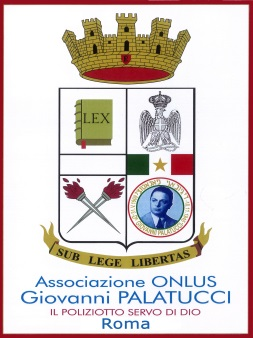 LEX
SUB LEGE LIBERTAS
Associazione ONLUS
Giovanni PALATUCCI
IL POLIZIOTTO SERVO DI DIO
Roma